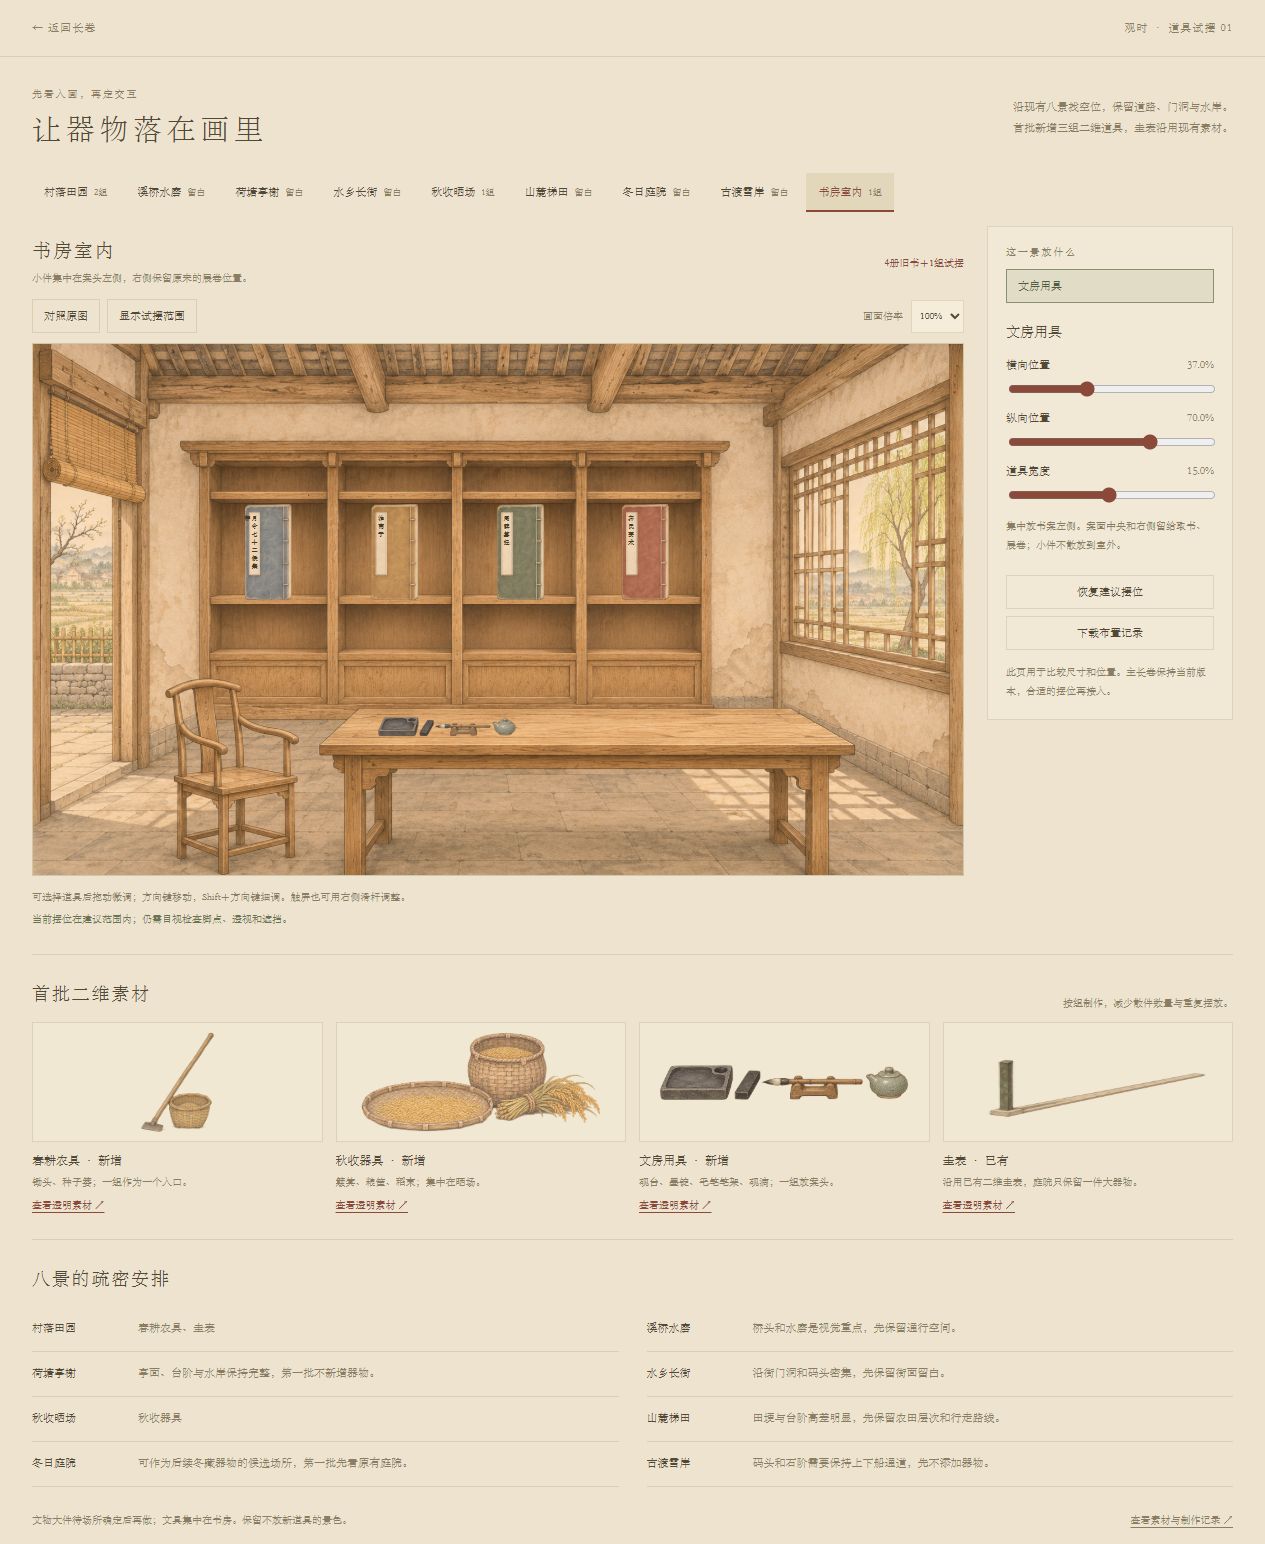 ← 返回长卷
观时 · 道具试摆 01
先看入画，再定交互
让器物落在画里
沿现有八景找空位，保留道路、门洞与水岸。
首批新增三组二维道具，圭表沿用现有素材。
村落田园 2组
溪桥水磨 留白
荷塘亭榭 留白
水乡长街 留白
秋收晒场 1组
山麓梯田 留白
冬日庭院 留白
古渡雪岸 留白
书房室内 1组
书房室内
小件集中在案头左侧，右侧保留原来的展卷位置。
4册旧书＋1组试摆
对照原图
显示试摆范围
画面倍率
100%
这一景放什么
文房用具
文房用具
横向位置 37.0%
纵向位置 70.0%
道具宽度 15.0%
集中放书案左侧。案面中央和右侧留给取书、
展卷；小件不散放到室外。
恢复建议摆位
下载布置记录
此页用于比较尺寸和位置。主长卷保持当前版
本，合适的摆位再接入。
月令七十二候集
淮南子
周髀算经
齐民要术
可选择道具后拖动微调；方向键移动，Shift＋方向键细调。触屏也可用右侧滑杆调整。
当前摆位在建议范围内；仍需目视检查脚点、透视和遮挡。
首批二维素材
按组制作，减少散件数量与重复摆放。
春耕农具 · 新增
锄头、种子篓；一组作为一个入口。
查看透明素材 ↗
秋收器具 · 新增
簸箕、粮筐、稻束；集中在晒场。
查看透明素材 ↗
文房用具 · 新增
砚台、墨锭、毛笔笔架、砚滴；一组放案头。
查看透明素材 ↗
圭表 · 已有
沿用已有二维圭表，庭院只保留一件大器物。
查看透明素材 ↗
八景的疏密安排
村落田园 春耕农具、圭表
溪桥水磨 桥头和水磨是视觉重点，先保留通行空间。
荷塘亭榭 亭面、台阶与水岸保持完整，第一批不新增器物。
水乡长街 沿街门洞和码头密集，先保留街面留白。
秋收晒场 秋收器具
山麓梯田 田埂与台阶高差明显，先保留农田层次和行走路线。
冬日庭院 可作为后续冬藏器物的候选场所，第一批先看原有庭院。
古渡雪岸 码头和石阶需要保持上下船通道，先不添加器物。
文物大件待场所确定后再做；文具集中在书房。保留不放新道具的景色。
查看素材与制作记录 ↗